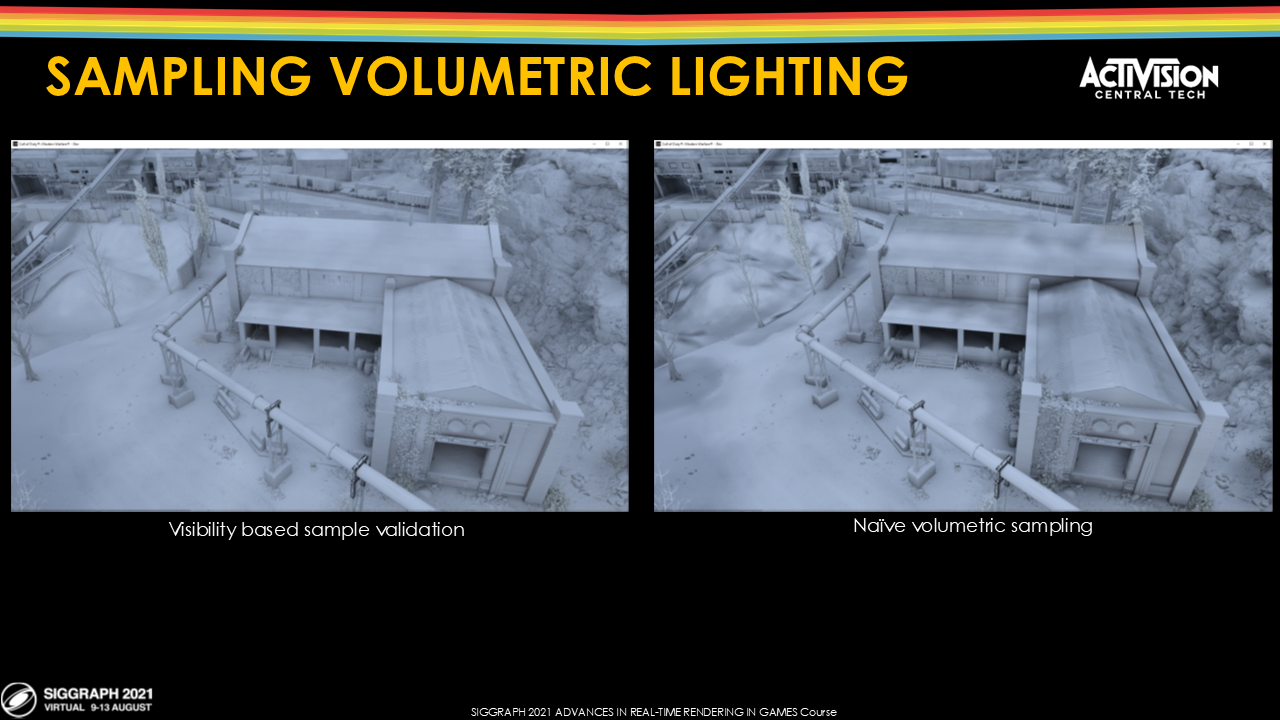 SAMPLING VOLUMETRIC LIGHTING
ACTIVISION
CENTRAL TECH
Visibility based sample validation
Naïve volumetric sampling
SIGGRAPH 2021
VIRTUAL 9-13 AUGUST
SIGGRAPH 2021 ADVANCES IN REAL-TIME RENDERING IN GAMES Course